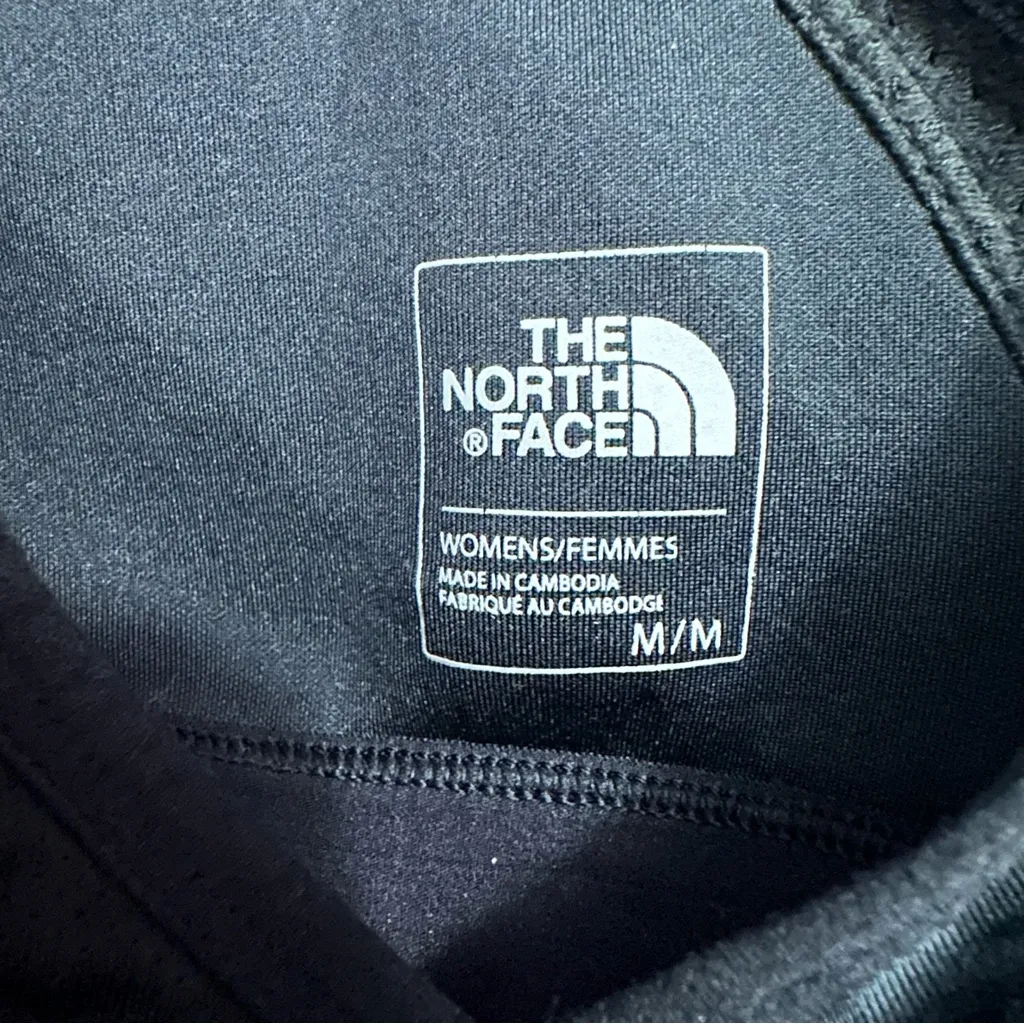 THE
NORTH
®FACE
WOMENS/FEMMES
MADE IN CAMBODIA
FABRIQUÉ AU CAMBODGE
M/M